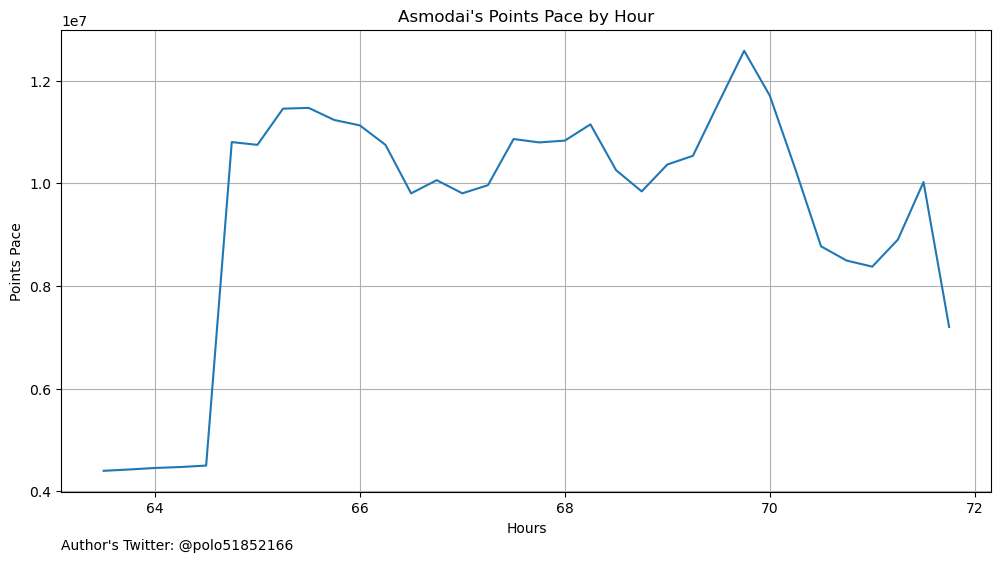 Asmodai's Points Pace by Hour
1e7
1.2
1.0
0.8
0.6
0.4
Points Pace
64 66 68 70 72
Hours
Author's Twitter: @polo51852166